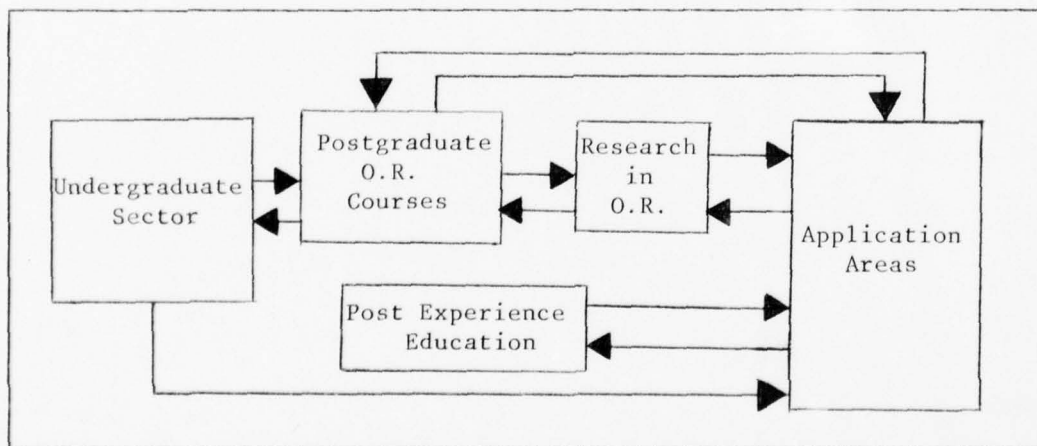 Undergraduate
Sector
Postgraduate
O.R.
Courses
Research
in
O.R.
Application
Areas
Post Experience
Education